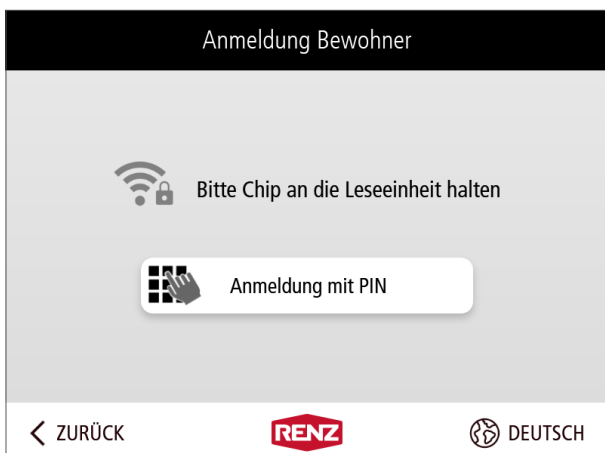 Anmeldung Bewohner
Bitte Chip an die Leseeinheit halten
Anmeldung mit PIN
ZURÜCK
RENZ
DEUTSCH